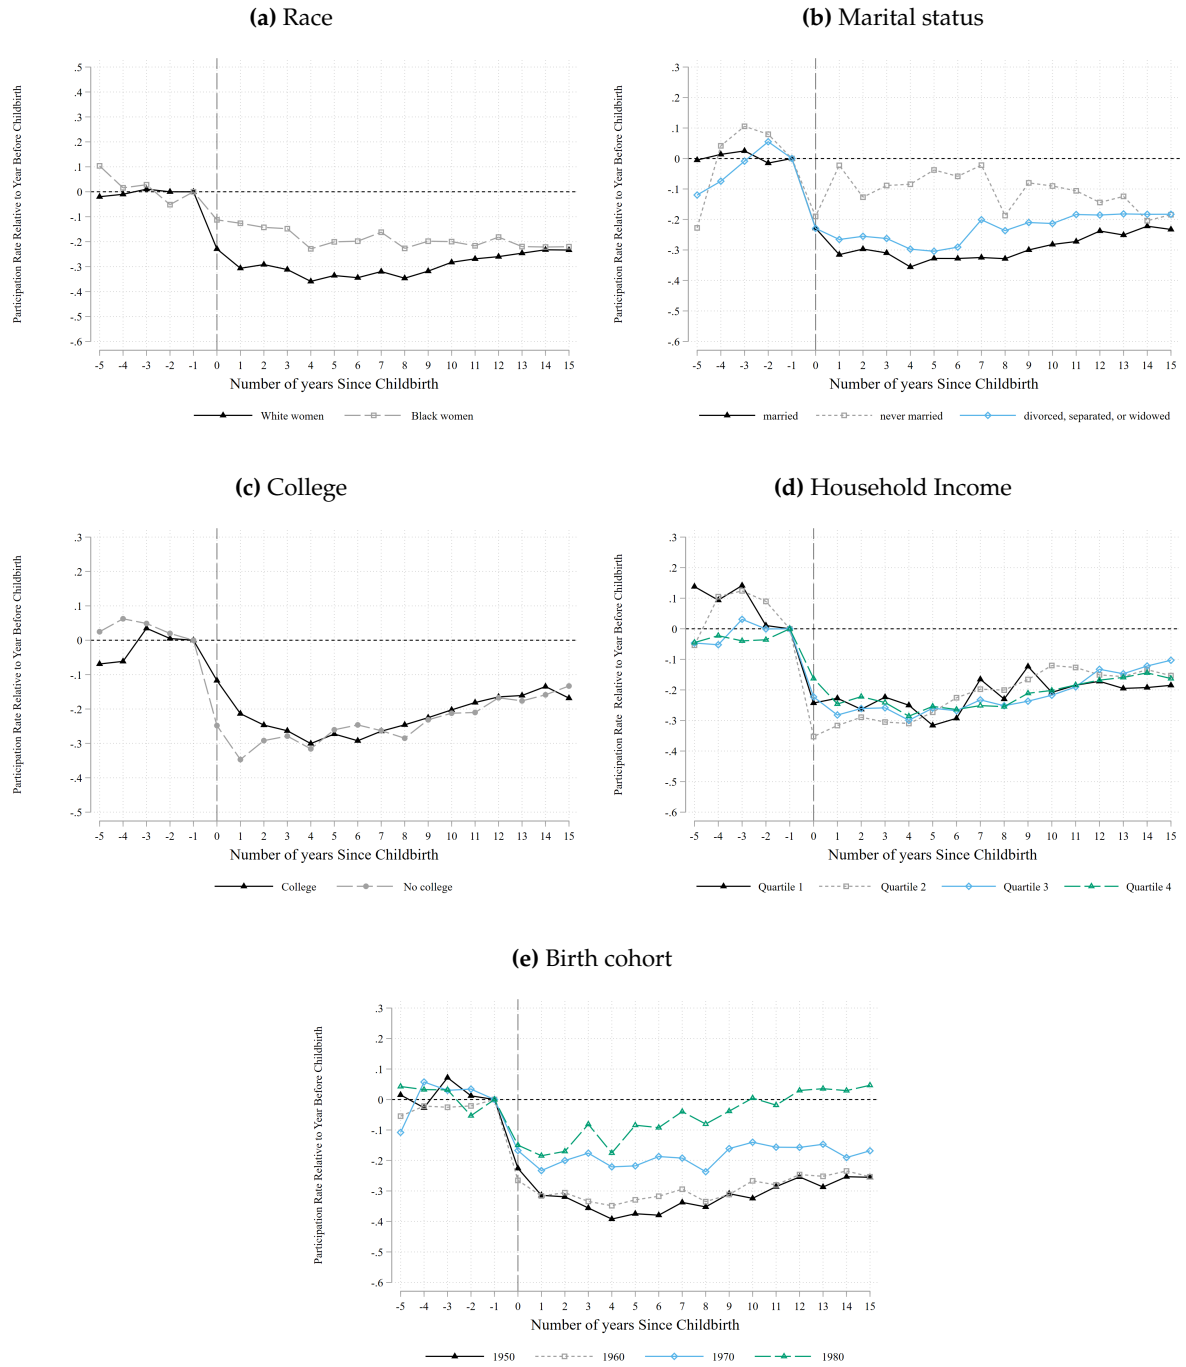 (a) Race
Participation Rate Relative to Year Before Childbirth
.5
.4
.3
.2
.1
0
-.1
-.2
-.3
-.4
-.5
-.6
-5 -4 -3 -2 -1 0 1 2 3 4 5 6 7 8 9 10 11 12 13 14 15
Number of years Since Childbirth
White women Black women
(b) Marital status
Participation Rate Relative to Year Before Childbirth
.3
.2
.1
0
-.1
-.2
-.3
-.4
-.5
-.6
-5 -4 -3 -2 -1 0 1 2 3 4 5 6 7 8 9 10 11 12 13 14 15
Number of years Since Childbirth
married never married divorced, separated, or widowed
(c) College
Participation Rate Relative to Year Before Childbirth
.3
.2
.1
0
-.1
-.2
-.3
-.4
-.5
-5 -4 -3 -2 -1 0 1 2 3 4 5 6 7 8 9 10 11 12 13 14 15
Number of years Since Childbirth
College No college
(d) Household Income
Participation Rate Relative to Year Before Childbirth
.3
.2
.1
0
-.1
-.2
-.3
-.4
-.5
-.6
-5 -4 -3 -2 -1 0 1 2 3 4 5 6 7 8 9 10 11 12 13 14 15
Number of years Since Childbirth
Quartile 1 Quartile 2 Quartile 3 Quartile 4
(e) Birth cohort
Participation Rate Relative to Year Before Childbirth
.3
.2
.1
0
-.1
-.2
-.3
-.4
-.5
-.6
-5 -4 -3 -2 -1 0 1 2 3 4 5 6 7 8 9 10 11 12 13 14 15
Number of years Since Childbirth
1950 1960 1970 1980